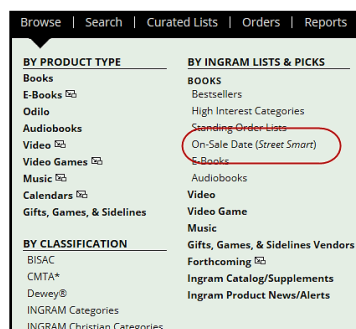 Browse | Search | Curated Lists | Orders | Reports
BY PRODUCT TYPE
Books
E-Books
Odilo
Audiobooks
Video
Video Games
Music
Calendars
Gifts, Games, & Sidelines
BY CLASSIFICATION
BISAC
CMTA*
Dewey®
INGRAM Categories
INGRAM Christian Categories
BY INGRAM LISTS & PICKS
BOOKS
Bestsellers
High Interest Categories
Standing Order Lists
On-Sale Date (Street Smart)
E-Books
Audiobooks
Video
Video Game
Music
Gifts, Games, & Sidelines Vendors
Forthcoming
Ingram Catalog/Supplements
Ingram Product News/Alerts